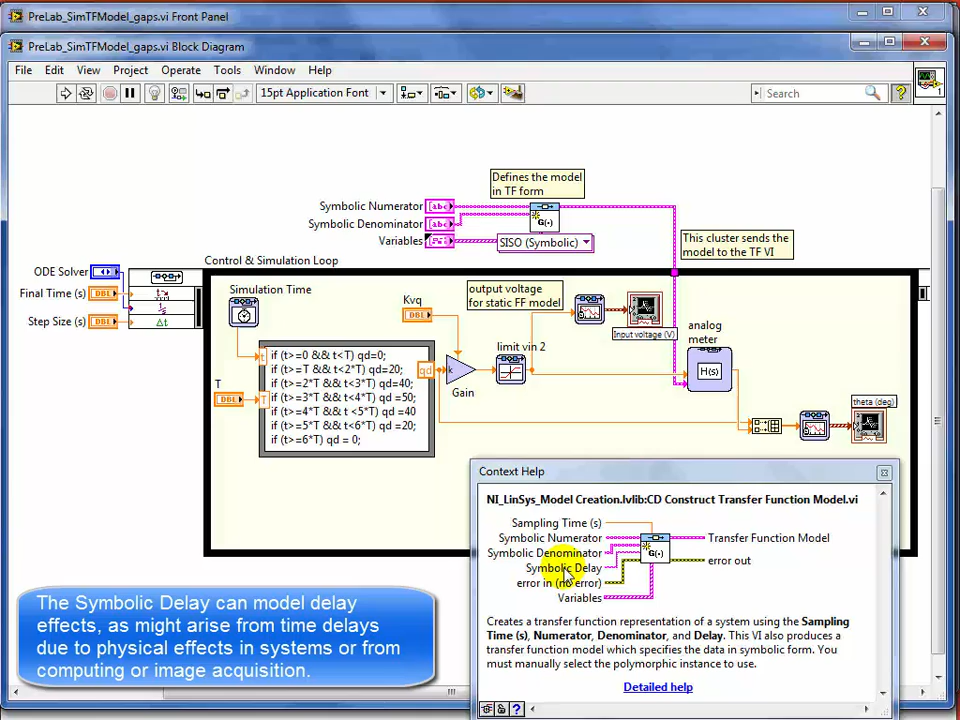 PreLab_SimTFModel_gaps.vi Front Panel
PreLab_SimTFModel_gaps.vi Block Diagram
File Edit View Project Operate Tools Window Help
15pt Application Font
Search
Defines the model
in TF form
Symbolic Numerator
abc
Symbolic Denominator
abc
G(·)
Variables
SISO (Symbolic)
This cluster sends the
model to the TF VI
Control & Simulation Loop
ODE Solver
Final Time (s)
DBL
Step Size (s)
DBL
Δt
Simulation Time
Kvq
DBL
output voltage
for static FF model
Input voltage (V)
analog
meter
H(s)
limit vin 2
Gain
k
T
DBL
t
T
if (t>=0 && t<T) qd=0;
if (t>=T && t<2*T) qd=20;
if (t>=2*T && t<3*T) qd=40;
if (t>=3*T && t<4*T) qd =50;
if (t>=4*T && t <5*T) qd =40
if (t>=5*T && t<6*T) qd =20;
if (t>=6*T) qd = 0;
qd
theta (deg)
Context Help
NI_LinSys_Model Creation.lvlib:CD Construct Transfer Function Model.vi
Sampling Time (s)
Symbolic Numerator
Symbolic Denominator
Symbolic Delay
error in (no error)
Variables
G(·)
Transfer Function Model
error out
Creates a transfer function representation of a system using the Sampling
Time (s), Numerator, Denominator, and Delay. This VI also produces a
transfer function model which specifies the data in symbolic form. You
must manually select the polymorphic instance to use.
Detailed help
The Symbolic Delay can model delay
effects, as might arise from time delays
due to physical effects in systems or from
computing or image acquisition.